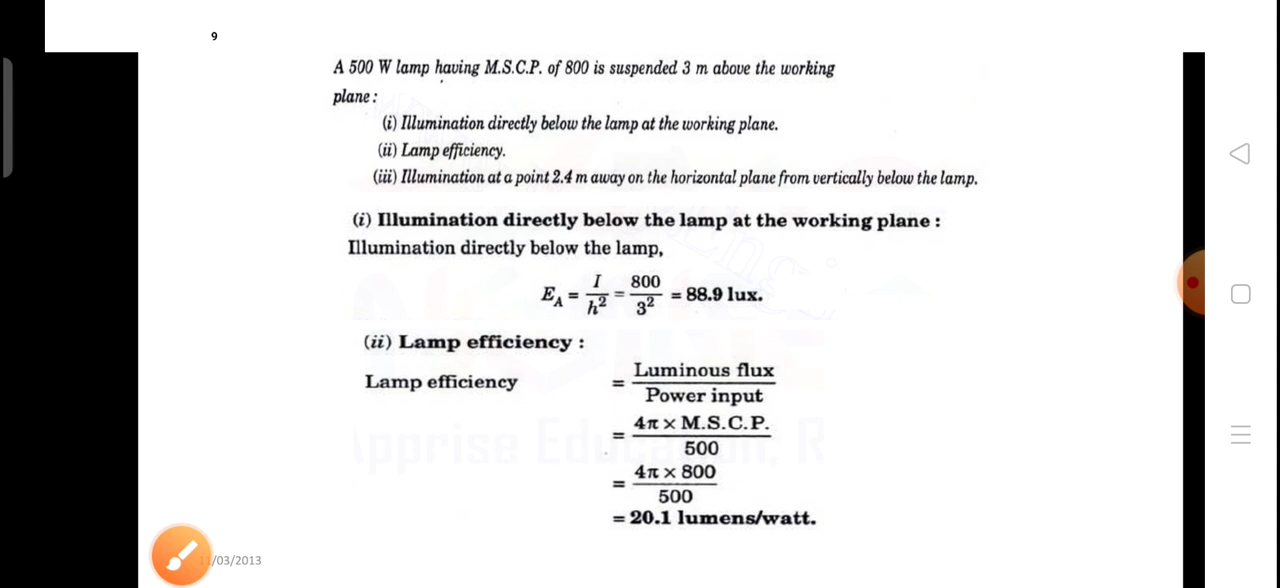 9
A 500 W lamp having M.S.C.P. of 800 is suspended 3 m above the working
plane :
(i) Illumination directly below the lamp at the working plane.
(ii) Lamp efficiency.
(iii) Illumination at a point 2.4 m away on the horizontal plane from vertically below the lamp.
(i) Illumination directly below the lamp at the working plane :
Illumination directly below the lamp,
E_A = I/h² = 800/3² = 88.9 lux.
(ii) Lamp efficiency :
Lamp efficiency = Luminous flux/Power input
= 4π × M.S.C.P./500
= 4π × 800/500
= 20.1 lumens/watt.
/03/2013